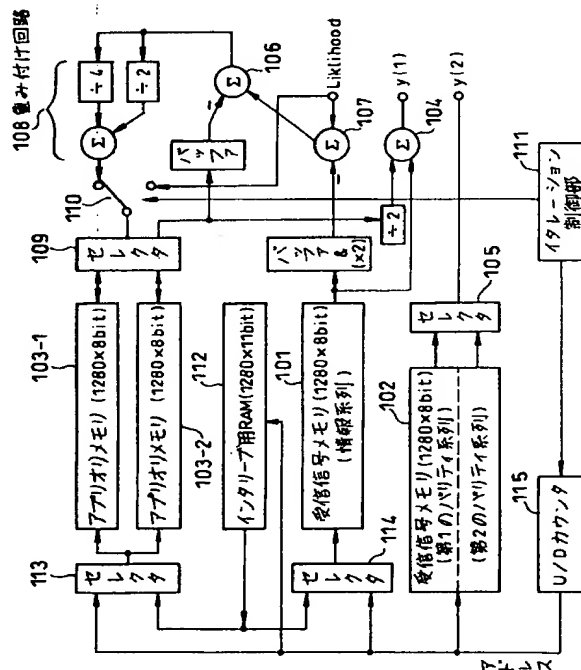 108 重み付け回路
÷4
÷2
Σ
110
109
セレクタ
バッファ
−
Σ
106
Liklihood
−
Σ
107
y(1)
Σ
104
y(2)
÷2
103-1
アプリオリメモリ(1280×8bit)
アプリオリメモリ(1280×8bit)
103-2
112
インタリーブ用RAM(1280×11bit)
101
受信信号メモリ(1280×8bit)
(情報系列)
バッファ
&
(×2)
セレクタ
105
111
イタレーション
制御部
113
セレクタ
セレクタ
114
102
受信信号メモリ(1280×8bit)
(第1のパリティ系列)
(第2のパリティ系列)
115
U/Dカウンタ
アドレス